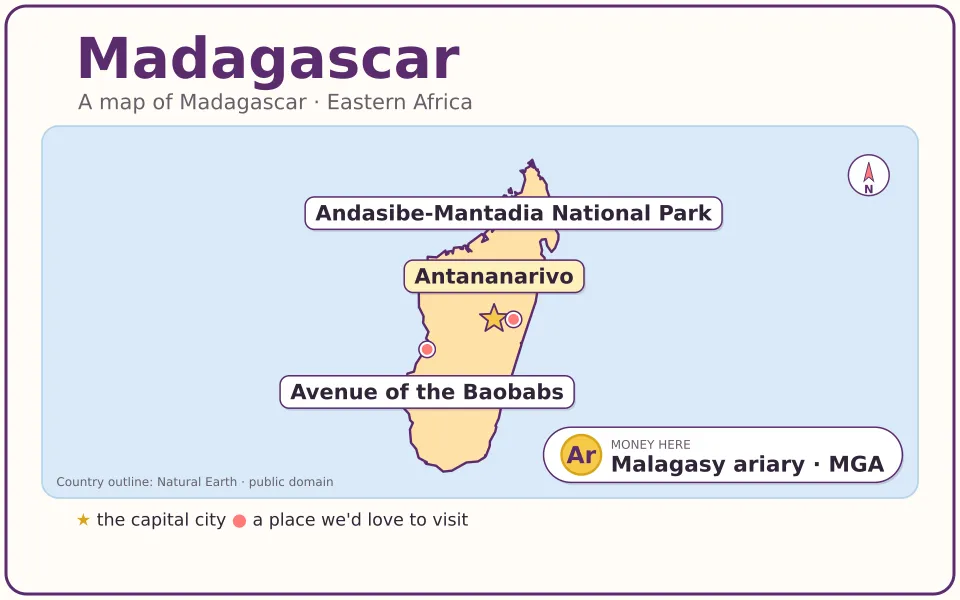 Madagascar
A map of Madagascar · Eastern Africa
N
Andasibe-Mantadia National Park
Antananarivo
Avenue of the Baobabs
Ar
MONEY HERE
Malagasy ariary · MGA
Country outline: Natural Earth · public domain
★ the capital city ● a place we'd love to visit